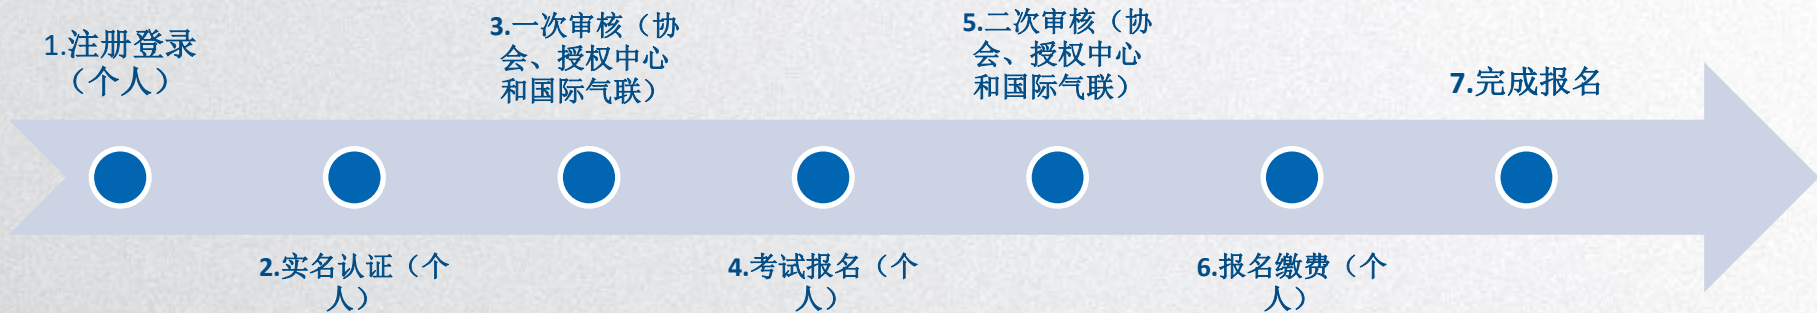 1.注册登录
（个人）
2.实名认证（个
人）
3.一次审核（协
会、授权中心
和国际气联）
4.考试报名（个
人）
5.二次审核（协
会、授权中心
和国际气联）
6.报名缴费（个
人）
7.完成报名